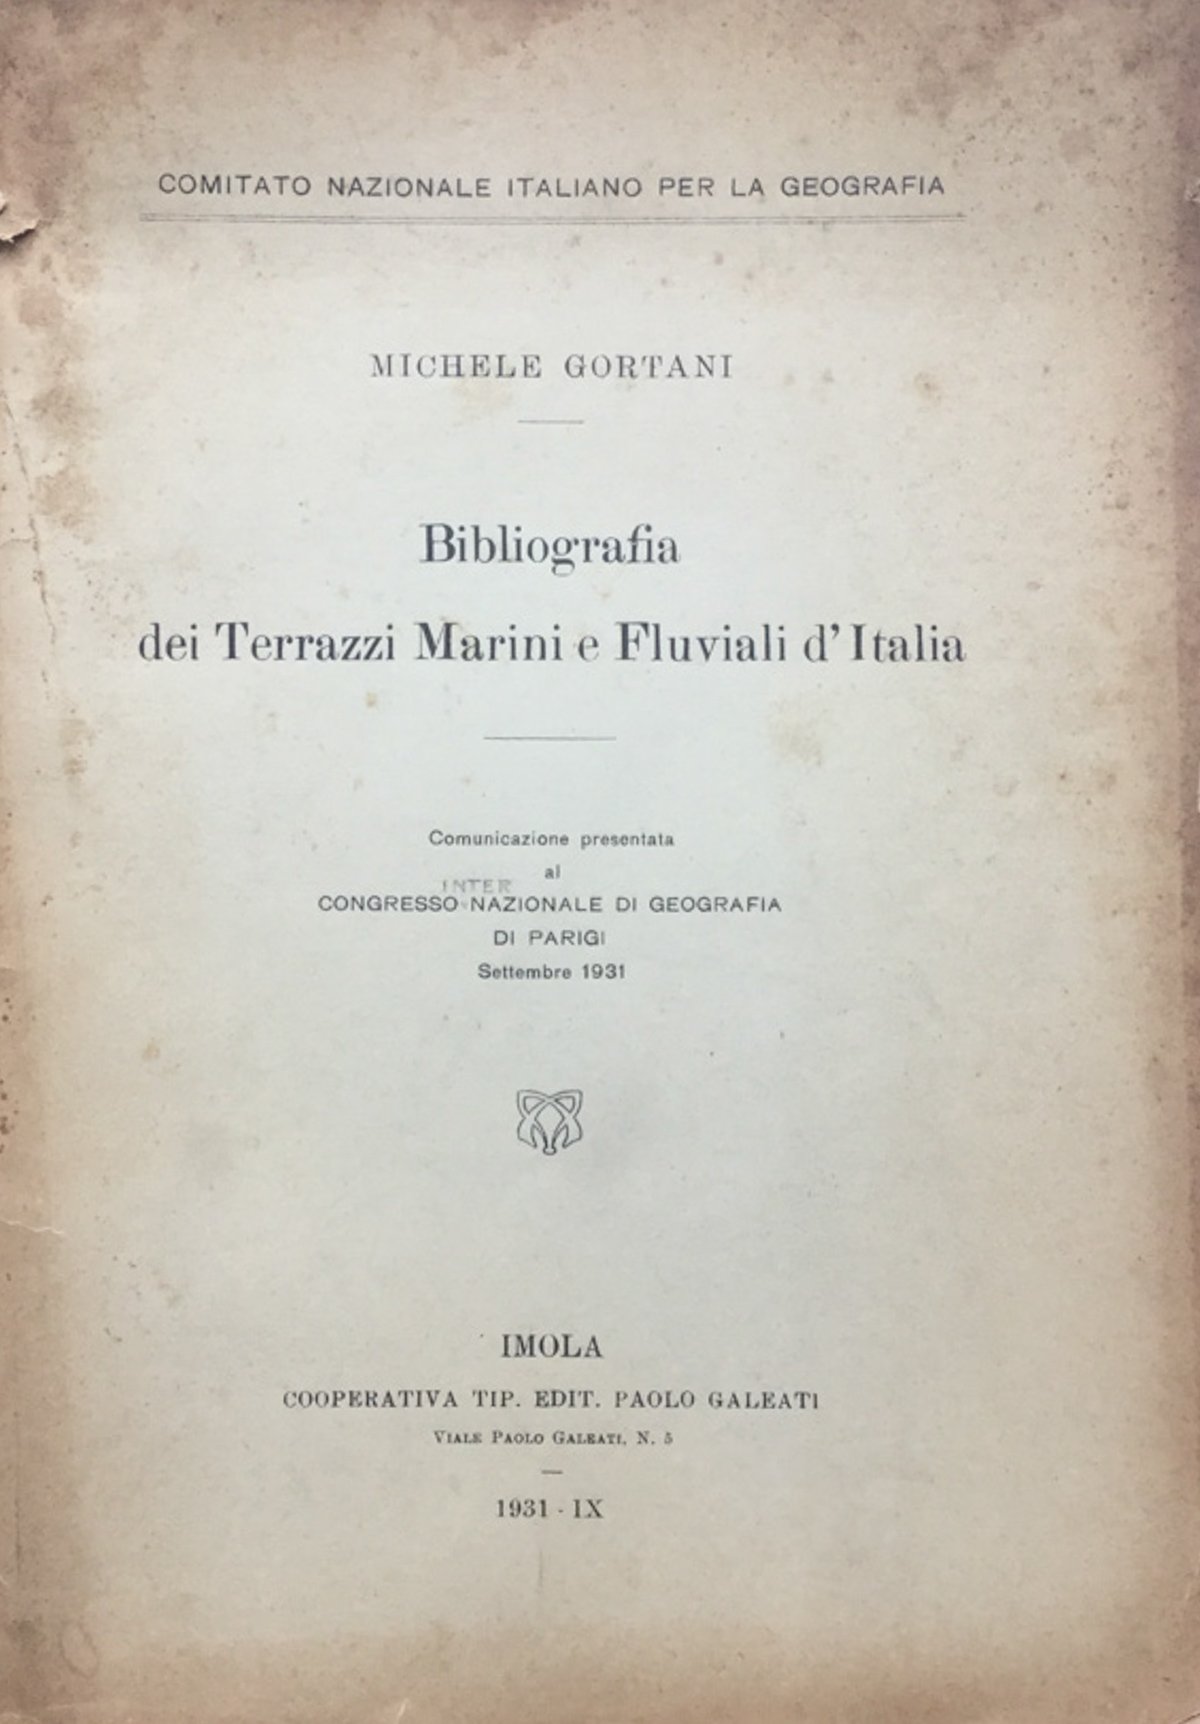 COMITATO NAZIONALE ITALIANO PER LA GEOGRAFIA
MICHELE GORTANI
Bibliografia
dei Terrazzi Marini e Fluviali d'Italia
Comunicazione presentata
al
INTER
CONGRESSO NAZIONALE DI GEOGRAFIA
DI PARIGI
Settembre 1931
IMOLA
COOPERATIVA TIP. EDIT. PAOLO GALEATI
VIALE PAOLO GALEATI, N. 5
1931 - IX